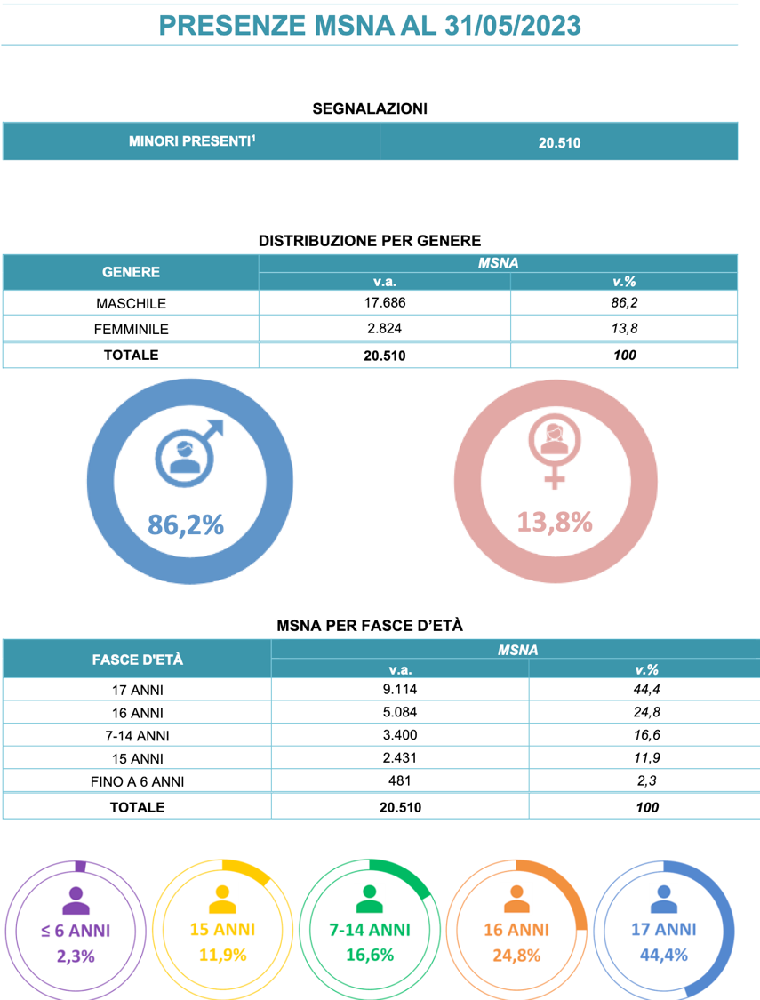 PRESENZE MSNA AL 31/05/2023
SEGNALAZIONI
MINORI PRESENTI¹ 20.510
DISTRIBUZIONE PER GENERE
GENERE MSNA
v.a. v.%
MASCHILE 17.686 86,2
FEMMINILE 2.824 13,8
TOTALE 20.510 100
86,2% 13,8%
MSNA PER FASCE D’ETÀ
FASCE D'ETÀ MSNA
v.a. v.%
17 ANNI 9.114 44,4
16 ANNI 5.084 24,8
7-14 ANNI 3.400 16,6
15 ANNI 2.431 11,9
FINO A 6 ANNI 481 2,3
TOTALE 20.510 100
≤ 6 ANNI 15 ANNI 7-14 ANNI 16 ANNI 17 ANNI
2,3% 11,9% 16,6% 24,8% 44,4%